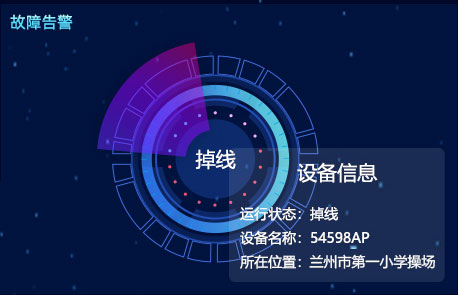 故障告警
掉线
设备信息
运行状态：掉线
设备名称：54598AP
所在位置：兰州市第一小学操场